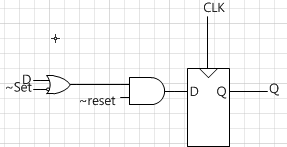 CLK
D
~Set
~reset
D Q
Q